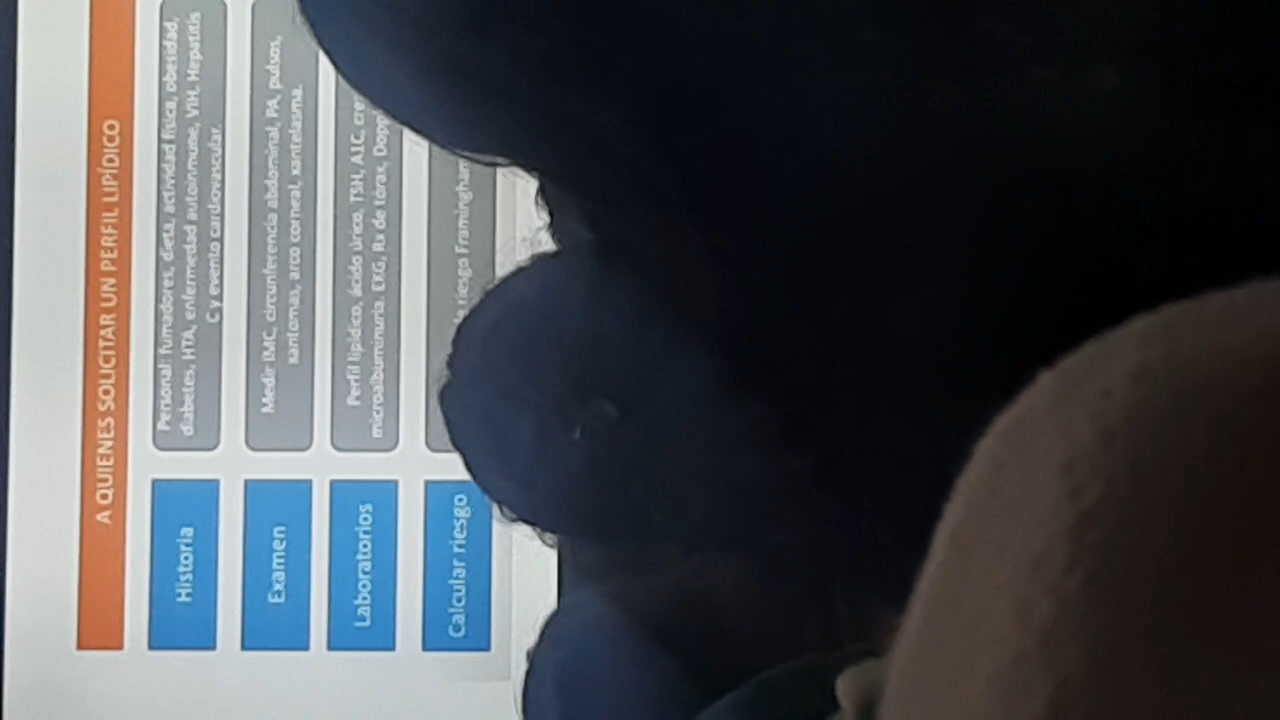 A QUIENES SOLICITAR UN PERFIL LIPÍDICO
Historia
Personal: fumadores, dieta, actividad física, obesidad,
diabetes, HTA, enfermedad autoinmune, VIH, Hepatitis
C y evento cardiovascular.
Examen
Medir IMC, circunferencia abdominal, PA, pulsos,
xantomas, arco corneal, xantelasma.
Laboratorios
Perfil lipídico, ácido úrico, TSH, A1C,
microalbuminuria. EKG, Rx de tórax,
Calcular riesgo
riesgo Framingham